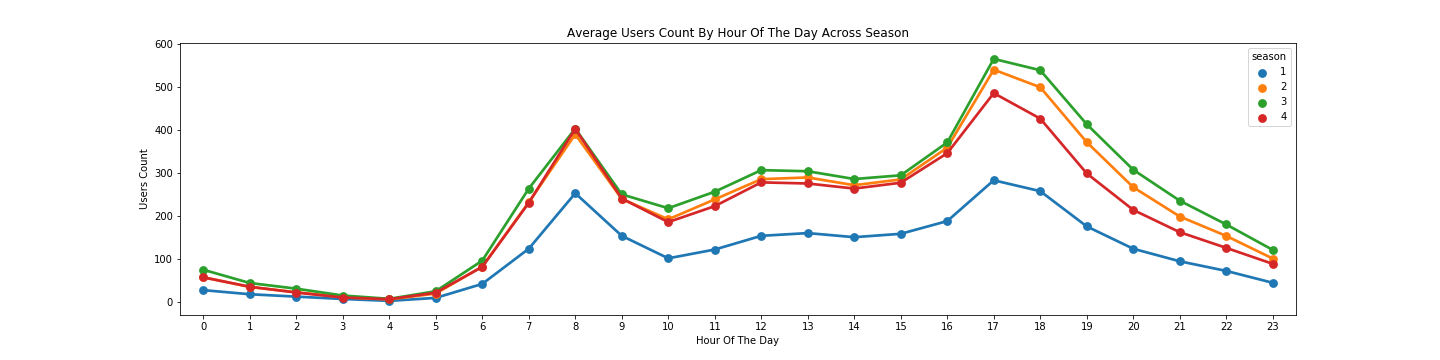 Average Users Count By Hour Of The Day Across Season
600
500
400
300
200
100
0
Users Count
season
1
2
3
4
0 1 2 3 4 5 6 7 8 9 10 11 12 13 14 15 16 17 18 19 20 21 22 23
Hour Of The Day